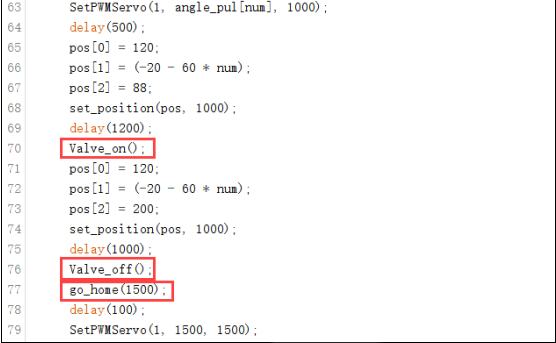 63 SetPWMServo(1, angle_pul[num], 1000);
64 delay(500);
65 pos[0] = 120;
66 pos[1] = (-20 - 60 * num);
67 pos[2] = 88;
68 set_position(pos, 1000);
69 delay(1200);
70 Valve_on();
71 pos[0] = 120;
72 pos[1] = (-20 - 60 * num);
73 pos[2] = 200;
74 set_position(pos, 1000);
75 delay(1000);
76 Valve_off();
77 go_home(1500);
78 delay(100);
79 SetPWMServo(1, 1500, 1500);